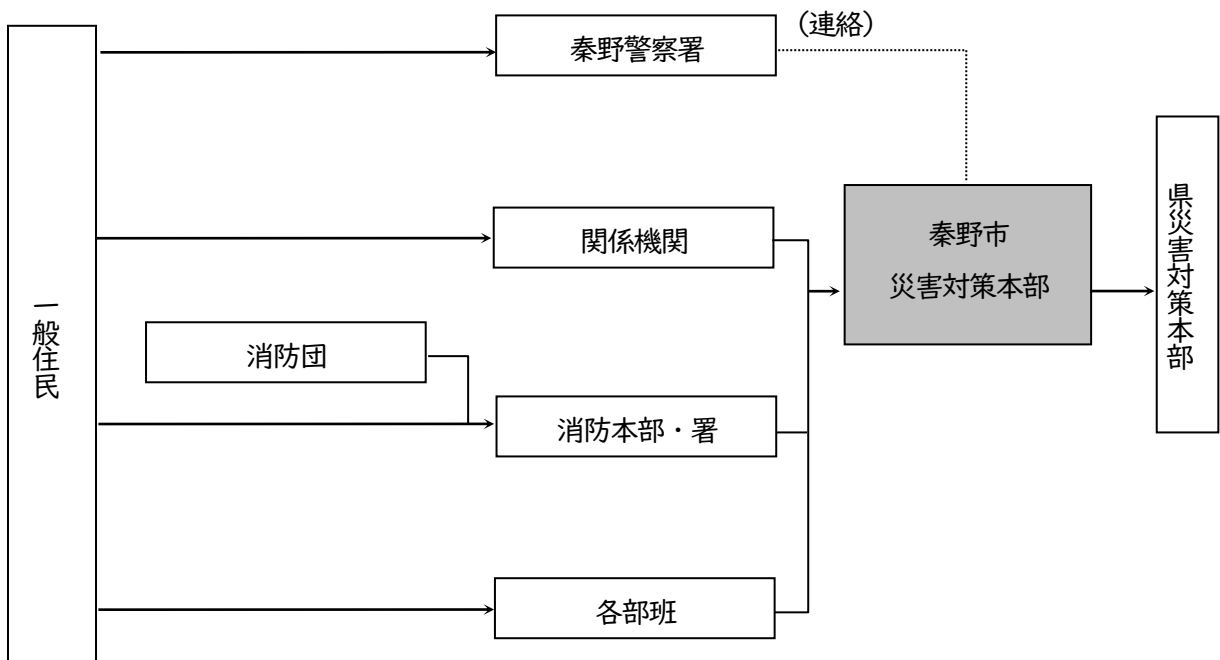 一般住民
秦野警察署
（連絡）
関係機関
消防団
消防本部・署
各部班
秦野市
災害対策本部
県災害対策本部